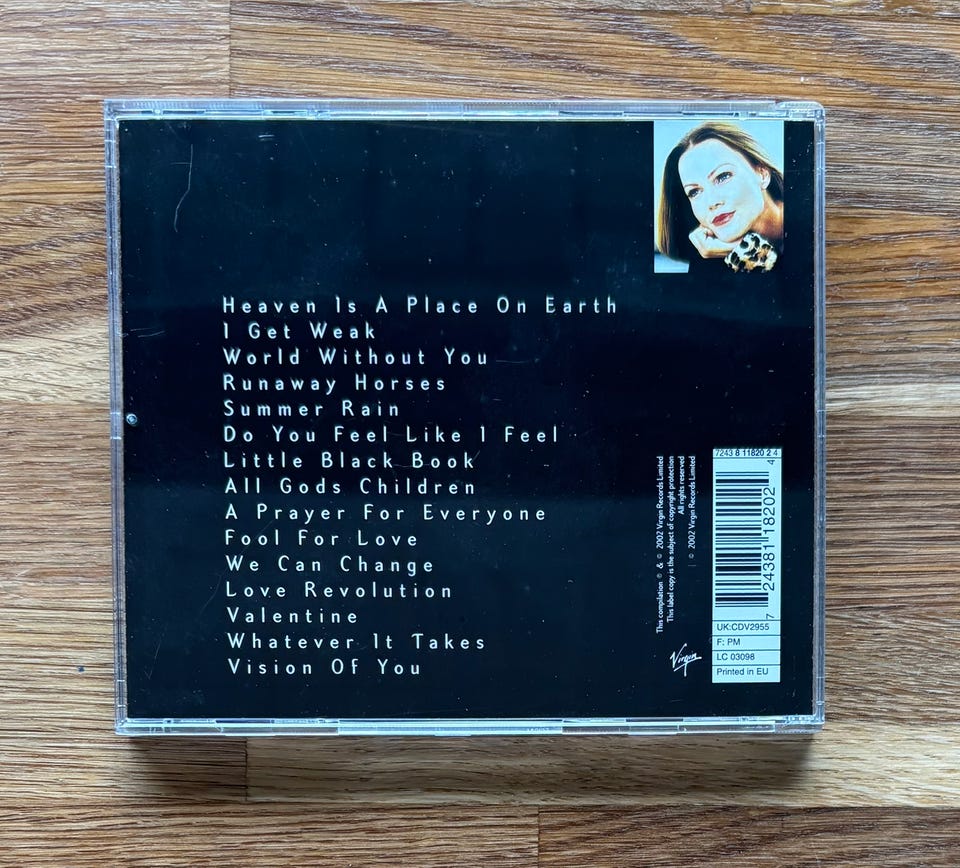 Heaven Is A Place On Earth
I Get Weak
World Without You
Runaway Horses
Summer Rain
Do You Feel Like I Feel
Little Black Book
All Gods Children
A Prayer For Everyone
Fool For Love
We Can Change
Love Revolution
Valentine
Whatever It Takes
Vision Of You
This compilation ℗ & © 2002 Virgin Records Limited
This label copy is the subject of copyright protection
All rights reserved
© 2002 Virgin Records Limited
Virgin
7243 8 11820 2 4
7 24381 18202 4
UK:CDV2955
F: PM
LC 03098
Printed in EU